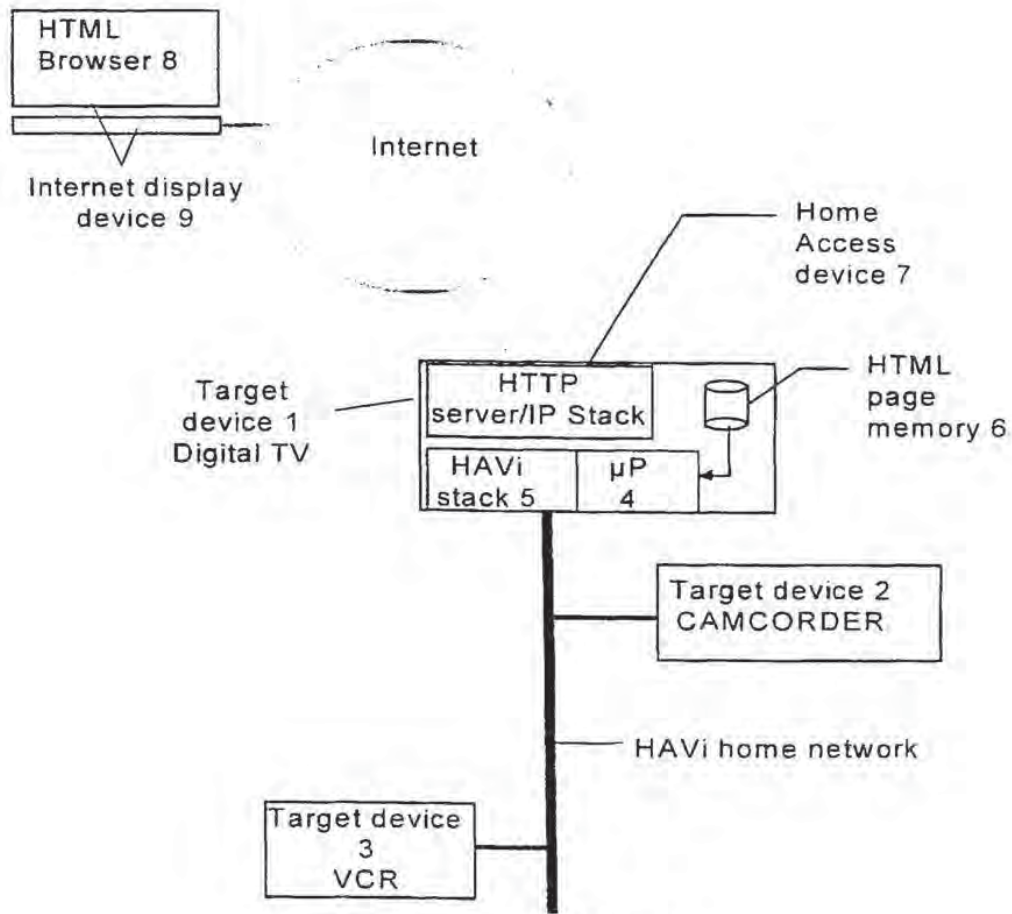 HTML
Browser 8
Internet
Internet display
device 9
Home
Access
device 7
Target
device 1
Digital TV
HTTP
server/IP Stack
HTML
page
memory 6
HAVi
stack 5
µP
4
Target device 2
CAMCORDER
HAVi home network
Target device
3
VCR